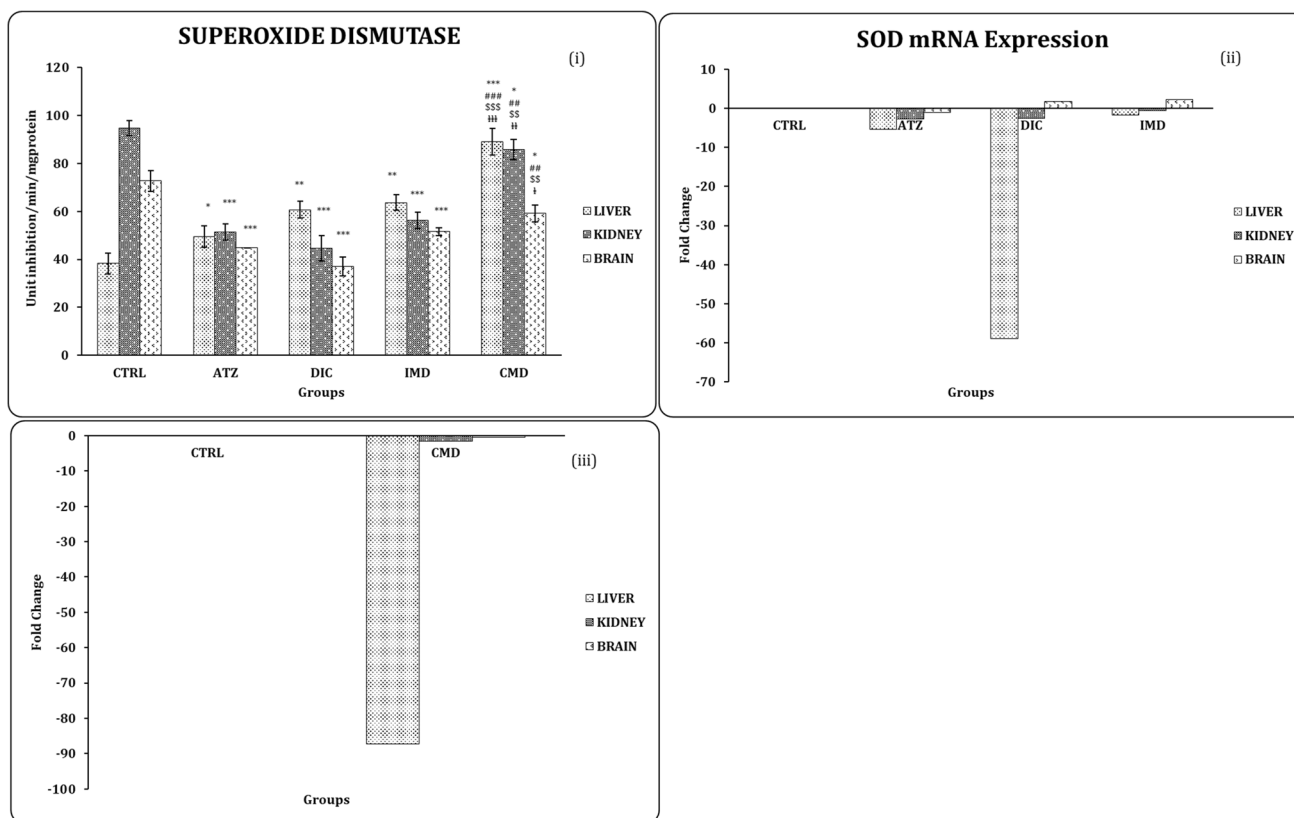 SUPEROXIDE DISMUTASE
(i)
Unit inhibition/min/mgprotein
120
100
80
60
40
20
0
*
***
***
**
***
***
**
***
***
***
###
$$$
ƗƗƗ
*
##
$$
ƗƗ
*
##
$$
Ɨ
CTRL
ATZ
DIC
IMD
CMD
Groups
LIVER
KIDNEY
BRAIN
SOD mRNA Expression
(ii)
Fold Change
10
0
-10
-20
-30
-40
-50
-60
-70
CTRL
ATZ
DIC
IMD
Groups
LIVER
KIDNEY
BRAIN
(iii)
Fold Change
0
-10
-20
-30
-40
-50
-60
-70
-80
-90
-100
CTRL
CMD
Groups
LIVER
KIDNEY
BRAIN